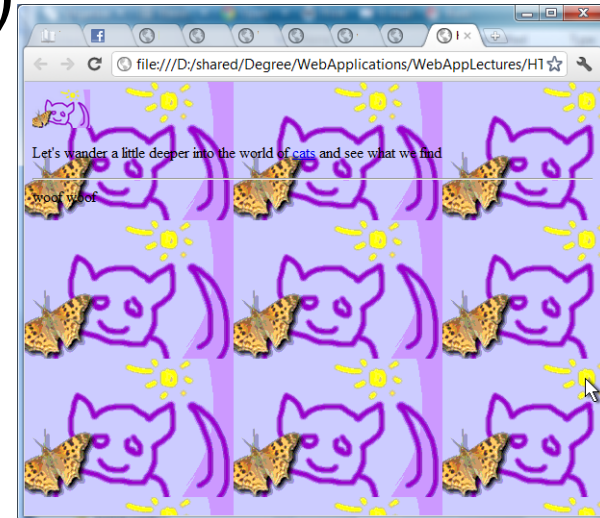 )
file:///D:/shared/Degree/WebApplications/WebAppLectures/HT
Let's wander a little deeper into the world of cats and see what we find
woof woof